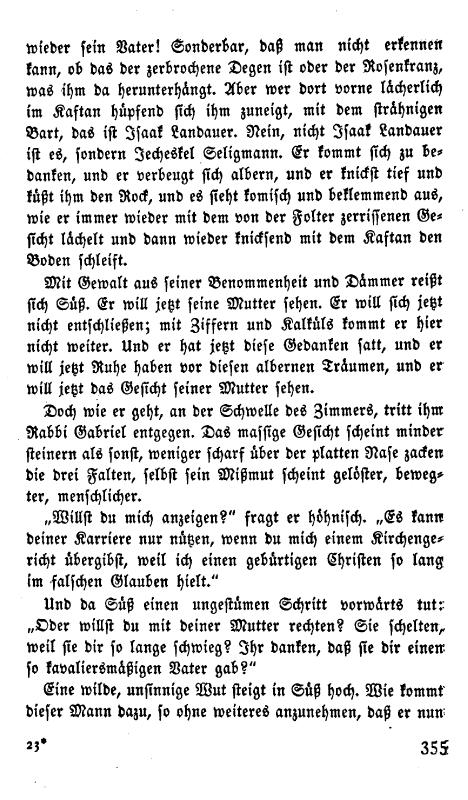 wieder sein Vater! Sonderbar, daß man nicht erkennen
kann, ob das der zerbrochene Degen ist oder der Rosenkranz,
was ihm da herunterhängt. Aber wer dort vorne lächerlich
im Kaftan hüpfend sich ihm zuneigt, mit dem strähnigen
Bart, das ist Isaak Landauer. Nein, nicht Isaak Landauer
ist es, sondern Jecheskel Seligmann. Er kommt sich zu be-
danken, und er verbeugt sich albern, und er knickst tief und
küßt ihm den Rock, und es sieht komisch und beklemmend aus,
wie er immer wieder mit dem von der Folter zerrissenen Ge-
sicht lächelt und dann wieder knicksend mit dem Kaftan den
Boden schleift.
Mit Gewalt aus seiner Benommenheit und Dämmer reißt
sich Süß. Er will jetzt seine Mutter sehen. Er will sich jetzt
nicht entschließen; mit Ziffern und Kalküls kommt er hier
nicht weiter. Und er hat jetzt diese Gedanken satt, und er
will jetzt Ruhe haben vor diesen albernen Träumen, und er
will jetzt das Gesicht seiner Mutter sehen.
Doch wie er geht, an der Schwelle des Zimmers, tritt ihm
Rabbi Gabriel entgegen. Das massige Gesicht scheint minder
steinern als sonst, weniger scharf über der platten Nase zacken
die drei Falten, selbst sein Mißmut scheint gelöster, beweg-
ter, menschlicher.
„Willst du mich anzeigen?“ fragt er höhnisch. „Es kann
deiner Karriere nur nützen, wenn du mich einem Kirchenge-
richt übergibst, weil ich einen gebürtigen Christen so lang
im falschen Glauben hielt.“
Und da Süß einen ungestümen Schritt vorwärts tut:
„Oder willst du mit deiner Mutter rechten? Sie schelten,
weil sie dir so lange schwieg? Ihr danken, daß sie dir einen
so kavaliersmäßigen Vater gab?“
Eine wilde, unsinnige Wut steigt in Süß hoch. Wie kommt
dieser Mann dazu, so ohne weiteres anzunehmen, daß er nun
23*
355